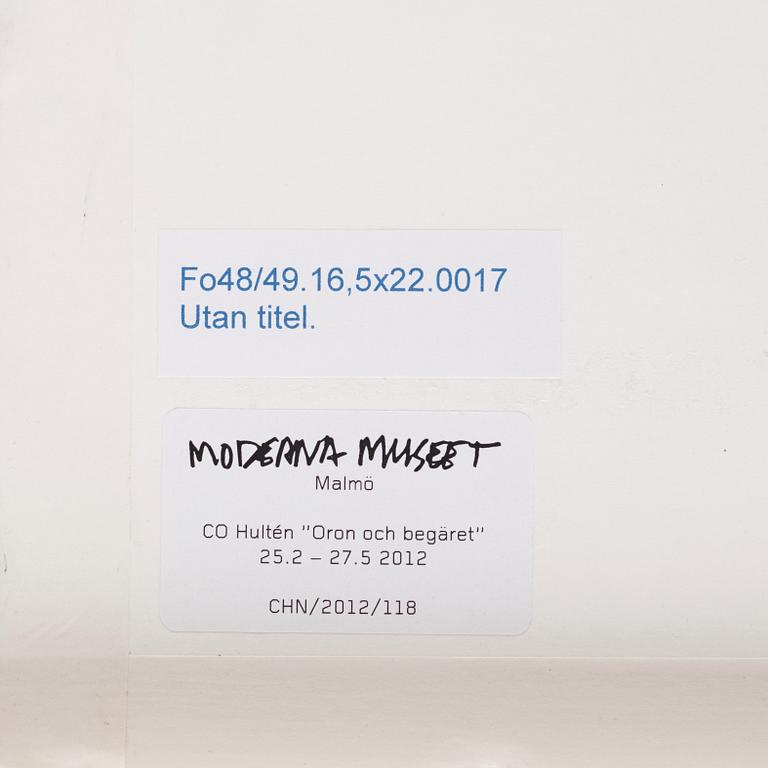 Fo48/49.16,5x22.0017
Utan titel.
MODERNA MUSEET
Malmö
CO Hultén "Oron och begäret"
25.2 – 27.5 2012
CHN/2012/118